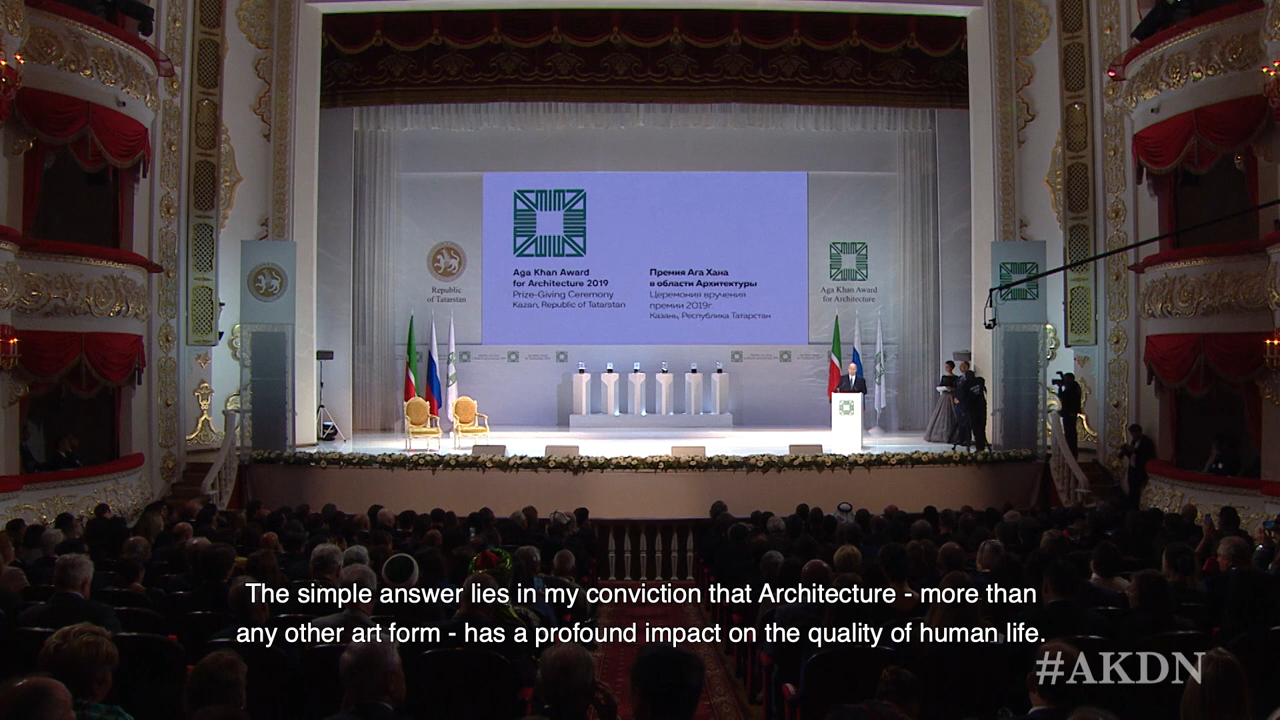 Aga Khan Award
for Architecture 2019
Prize-Giving Ceremony
Kazan, Republic of Tatarstan
Премия Ага Хана
в области Архитектуры
Церемония вручения
премии 2019г.
Казань, Республика Татарстан
Republic
of Tatarstan
Aga Khan Award
for Architecture
The simple answer lies in my conviction that Architecture - more than
any other art form - has a profound impact on the quality of human life.
#AKDN